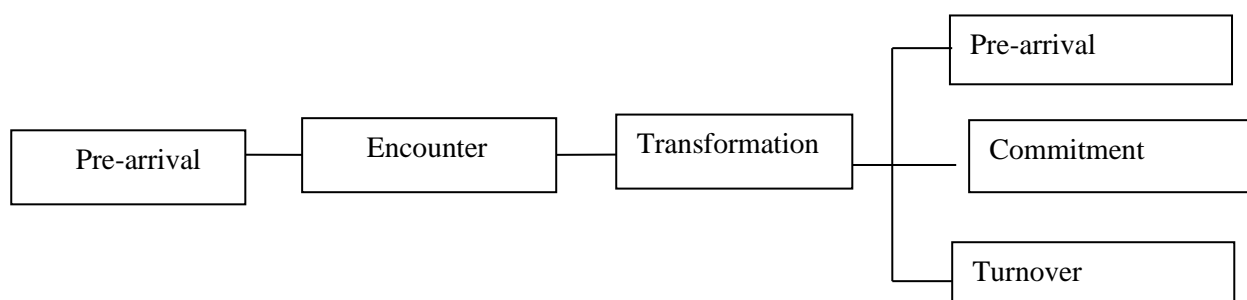 Pre-arrival
Encounter
Transformation
Pre-arrival
Commitment
Turnover